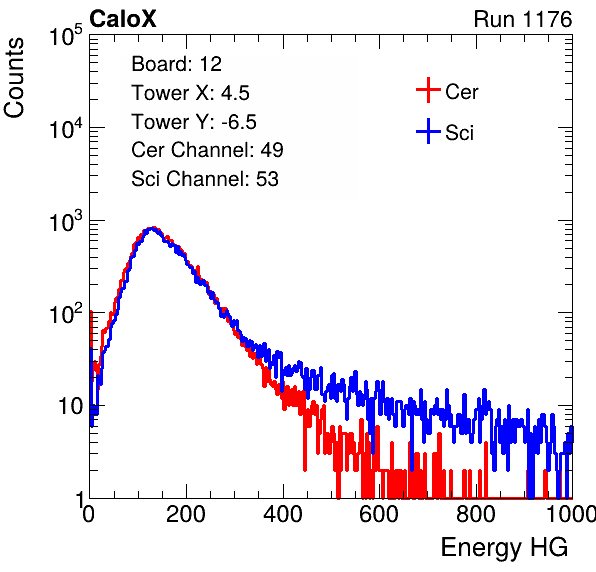 CaloX Run 1176
Counts
10^5
10^4
10^3
10^2
10
1
Board: 12
Tower X: 4.5
Tower Y: -6.5
Cer Channel: 49
Sci Channel: 53
Cer
Sci
0 200 400 600 800 1000
Energy HG